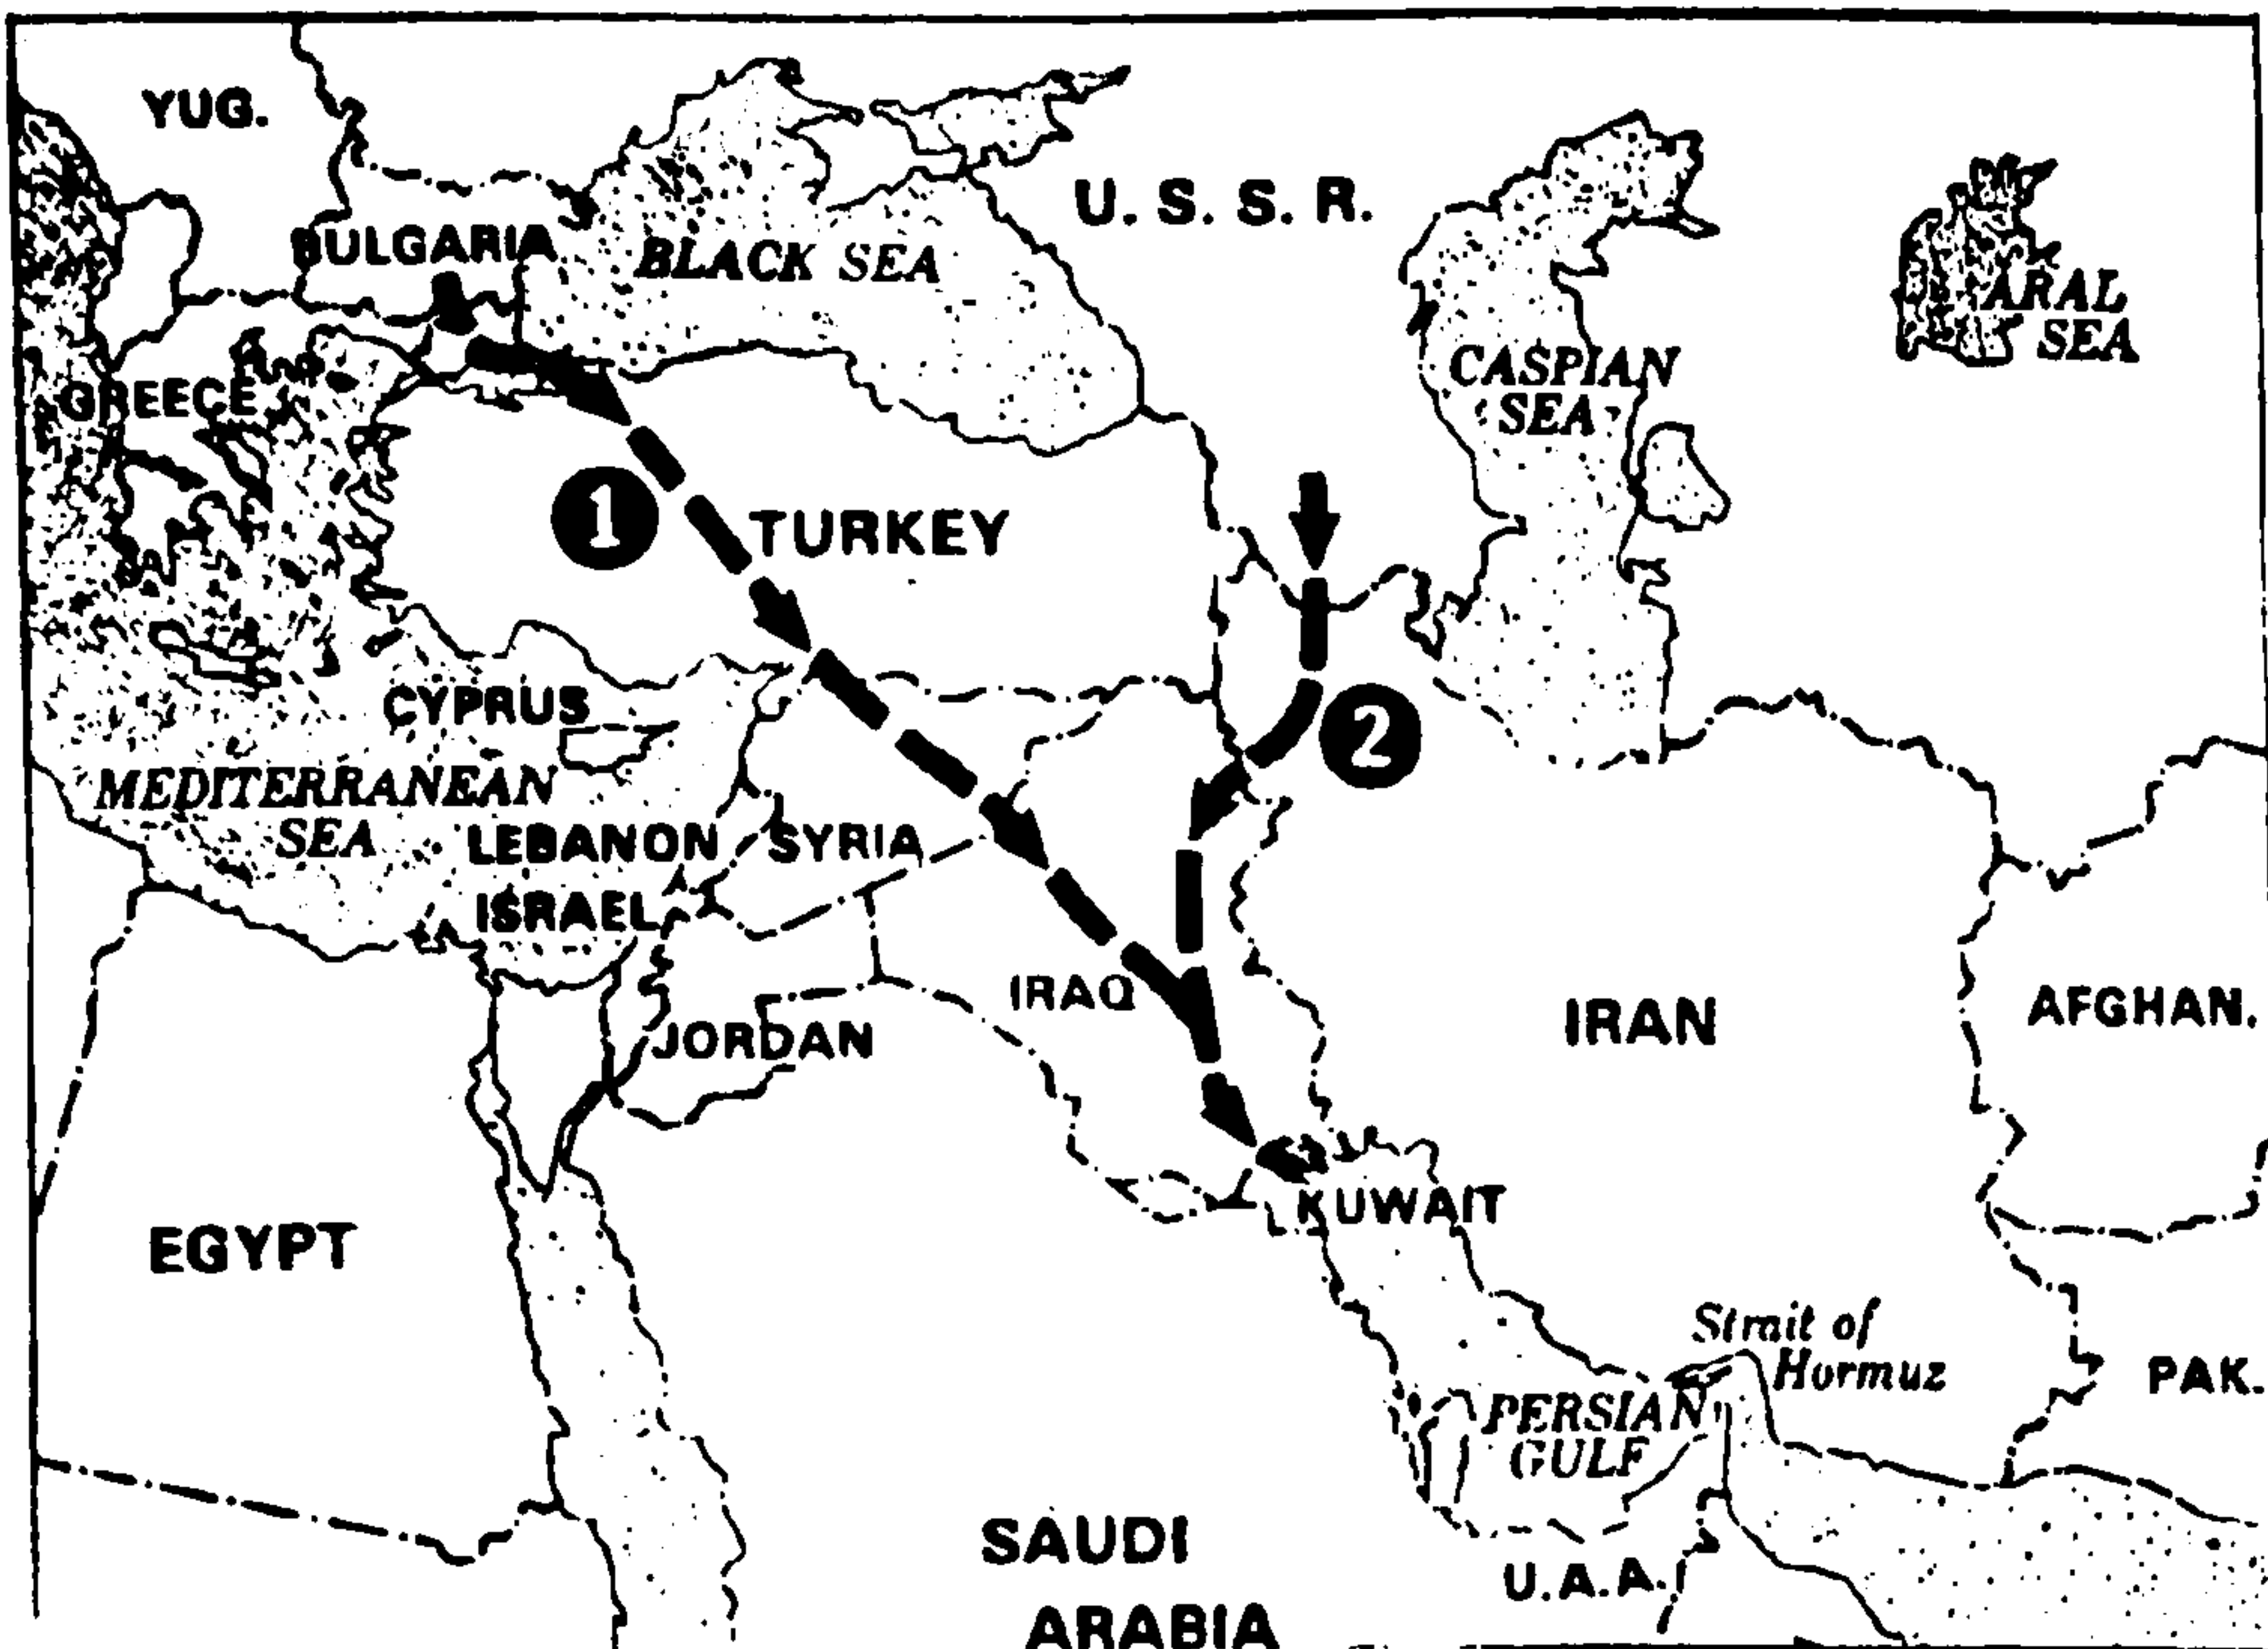 YUG.
U. S. S. R.
BULGARIA
BLACK SEA
ARAL
SEA
CASPIAN
SEA
GREECE
1
TURKEY
CYPRUS
2
MEDITERRANEAN
SEA
LEBANON
SYRIA
ISRAEL
IRAQ
IRAN
AFGHAN.
JORDAN
KUWAIT
EGYPT
Strait of
Hormuz
PAK.
PERSIAN
GULF
SAUDI
ARABIA
U.A.A.